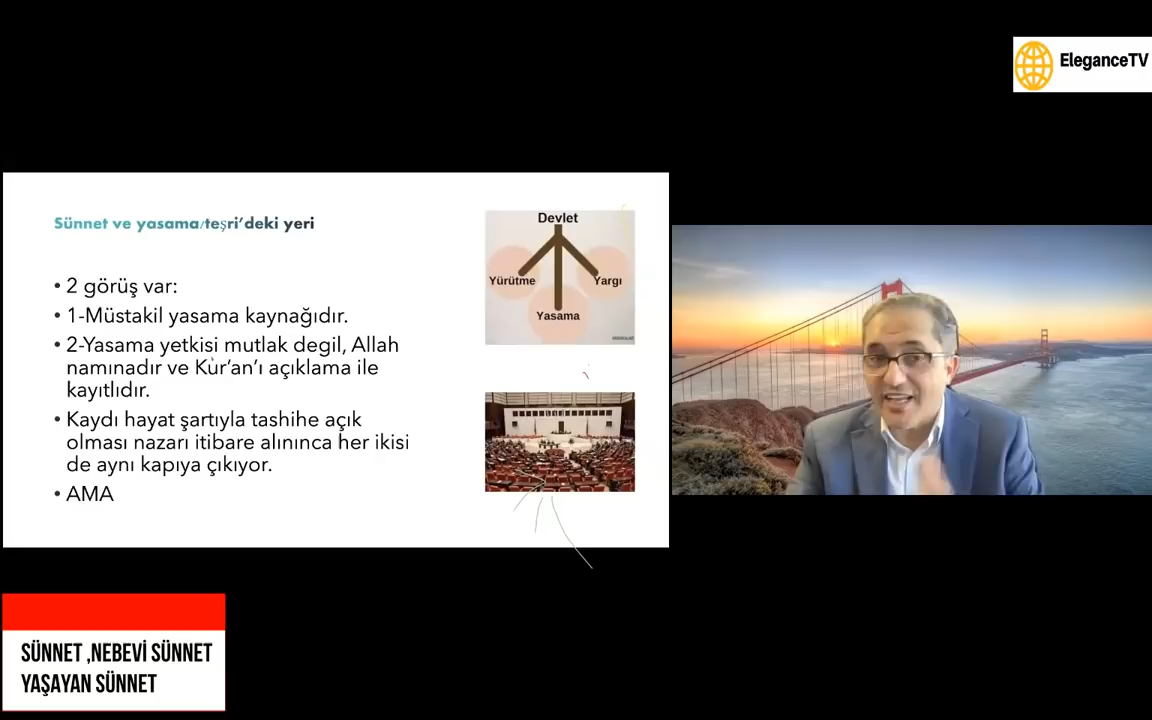 EleganceTV
Sünnet ve yasama/teşri’deki yeri
• 2 görüş var:
• 1-Müstakil yasama kaynağıdır.
• 2-Yasama yetkisi mutlak degil, Allah
namınadır ve Kur’an’ı açıklama ile
kayıtlıdır.
• Kaydı hayat şartıyla tashihe açık
olması nazarı itibare alınınca her ikisi
de aynı kapıya çıkıyor.
• AMA
Devlet
Yürütme
Yargı
Yasama
SÜNNET ,NEBEVİ SÜNNET
YAŞAYAN SÜNNET